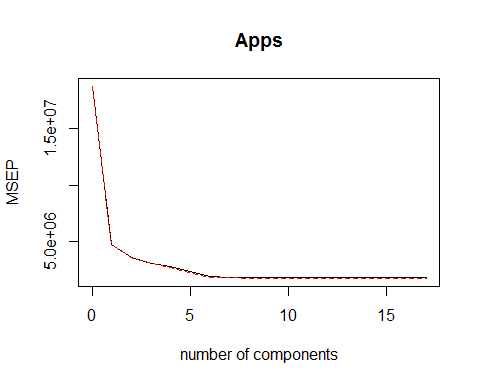 Apps
MSEP
1.5e+07
5.0e+06
0 5 10 15
number of components